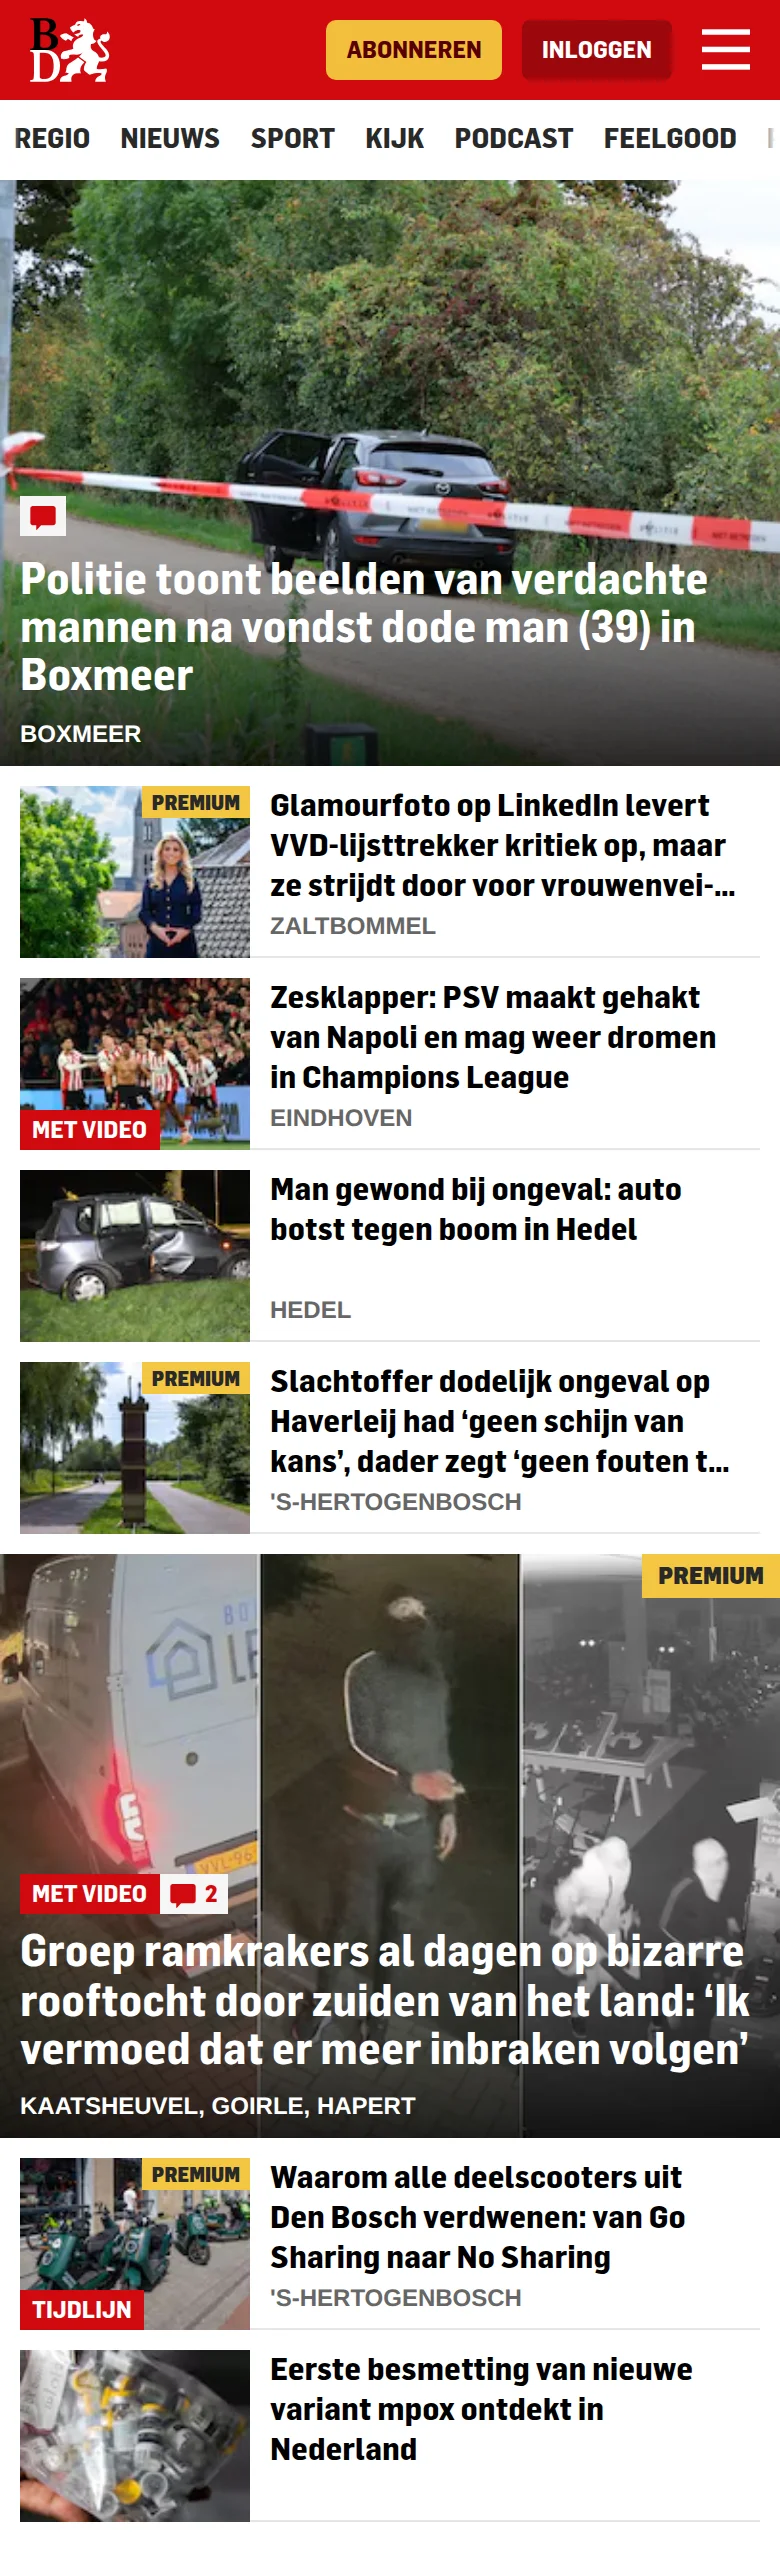 BD
ABONNEREN
INLOGGEN
REGIO NIEUWS SPORT KIJK PODCAST FEELGOOD
Politie toont beelden van verdachte
mannen na vondst dode man (39) in
Boxmeer
BOXMEER
PREMIUM
Glamourfoto op LinkedIn levert
VVD-lijsttrekker kritiek op, maar
ze strijdt door voor vrouwenvei-...
ZALTBOMMEL
MET VIDEO
Zesklapper: PSV maakt gehakt
van Napoli en mag weer dromen
in Champions League
EINDHOVEN
Man gewond bij ongeval: auto
botst tegen boom in Hedel
HEDEL
PREMIUM
Slachtoffer dodelijk ongeval op
Haverleij had ‘geen schijn van
kans’, dader zegt ‘geen fouten t...
'S-HERTOGENBOSCH
PREMIUM
MET VIDEO 2
Groep ramkrakers al dagen op bizarre
rooftocht door zuiden van het land: ‘Ik
vermoed dat er meer inbraken volgen’
KAATSHEUVEL, GOIRLE, HAPERT
PREMIUM
TIJDLIJN
Waarom alle deelscooters uit
Den Bosch verdwenen: van Go
Sharing naar No Sharing
'S-HERTOGENBOSCH
Eerste besmetting van nieuwe
variant mpox ontdekt in
Nederland